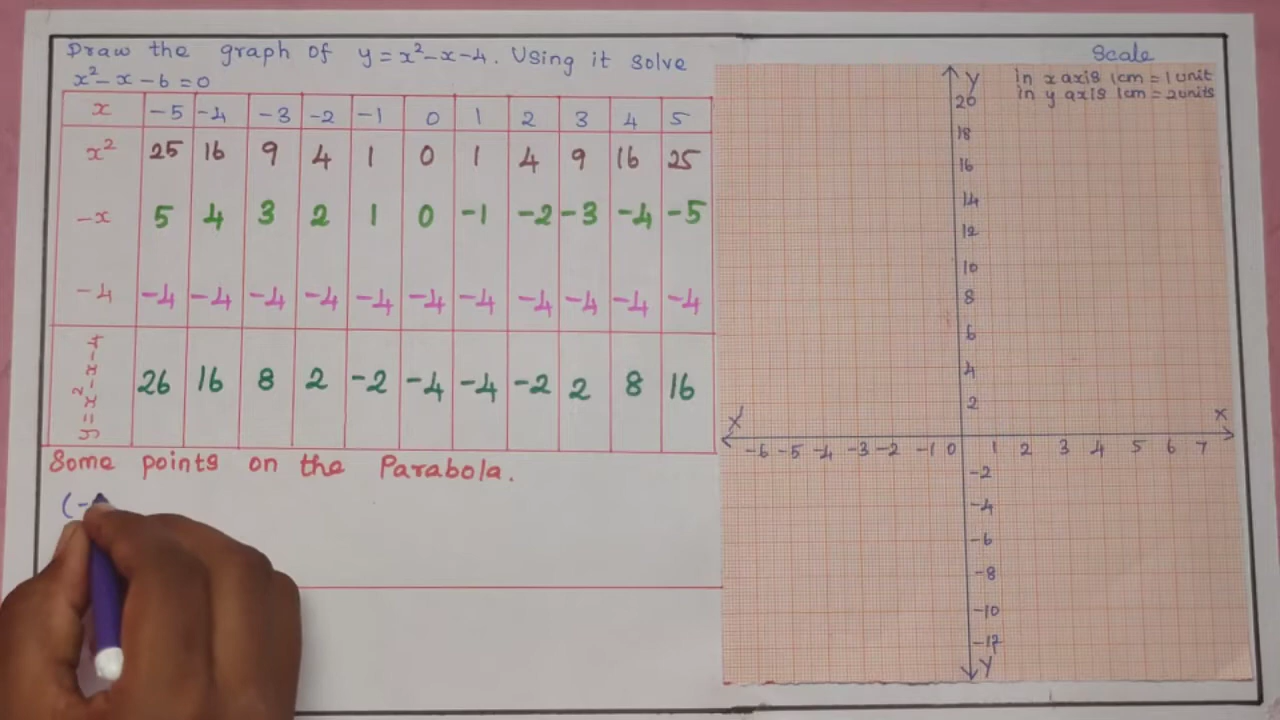 Draw the graph of y = x² - x - 4. Using it solve
x² - x - 6 = 0
x -5 -4 -3 -2 -1 0 1 2 3 4 5
x² 25 16 9 4 1 0 1 4 9 16 25
-x 5 4 3 2 1 0 -1 -2 -3 -4 -5
-4 -4 -4 -4 -4 -4 -4 -4 -4 -4 -4 -4
y = x² - x - 4 26 16 8 2 -2 -4 -4 -2 2 8 16
Some points on the Parabola.
(-
Scale
In x axis 1cm = 1 unit
In y axis 1cm = 2 units
Y
20
18
16
14
12
10
8
6
4
2
X' X
-6 -5 -4 -3 -2 -1 0 1 2 3 4 5 6 7
-2
-4
-6
-8
-10
-12
Y'